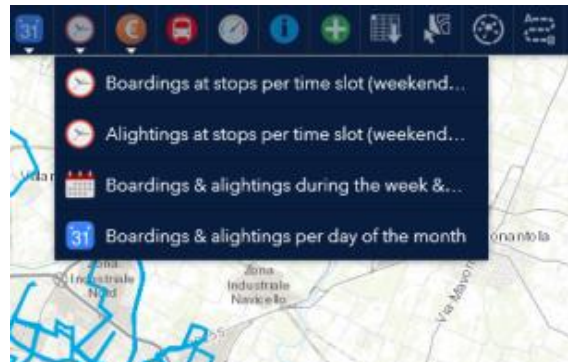 31
€
i
A
B
Boardings at stops per time slot (weekend...
Alightings at stops per time slot (weekend...
Boardings & alightings during the week &...
31 Boardings & alightings per day of the month
onantola
Zona
Industriale
Nord
Zona
Industriale
Navicello
Via Mavor